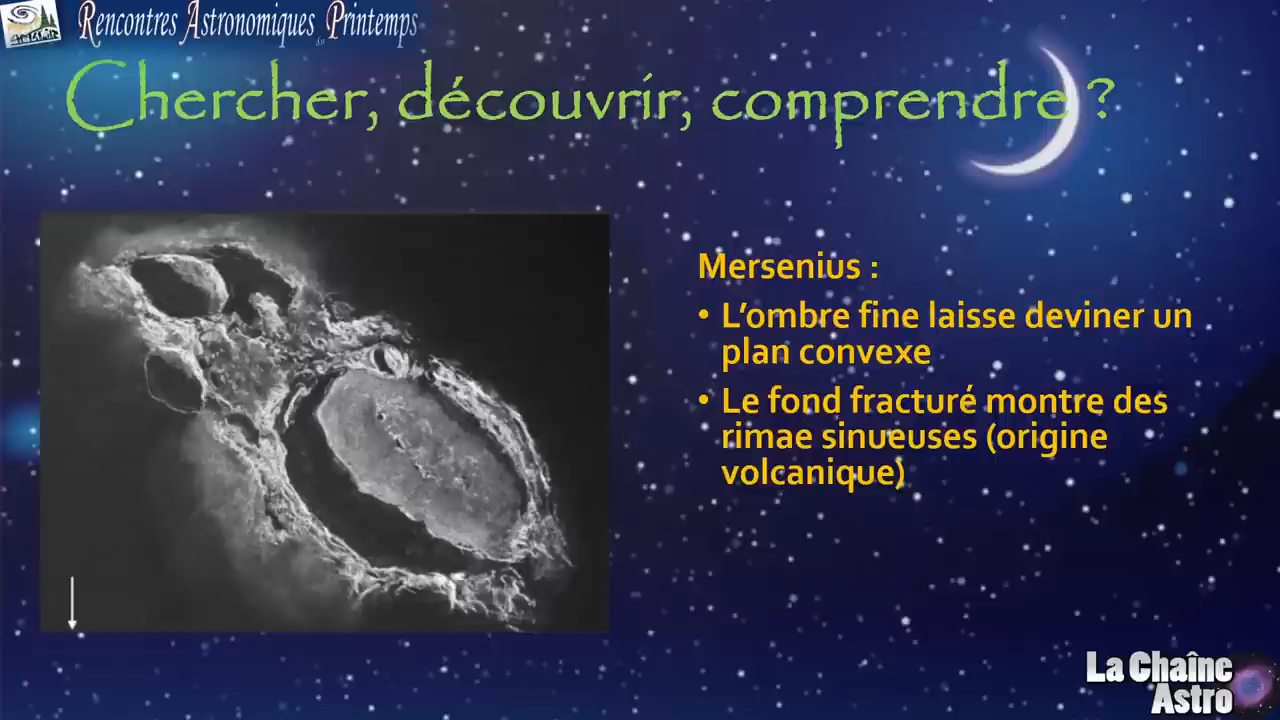 Rencontres Astronomiques du Printemps
Chercher, découvrir, comprendre ?
Mersenius :
• L'ombre fine laisse deviner un
plan convexe
• Le fond fracturé montre des
rimae sinueuses (origine
volcanique)
La Chaîne
Astro